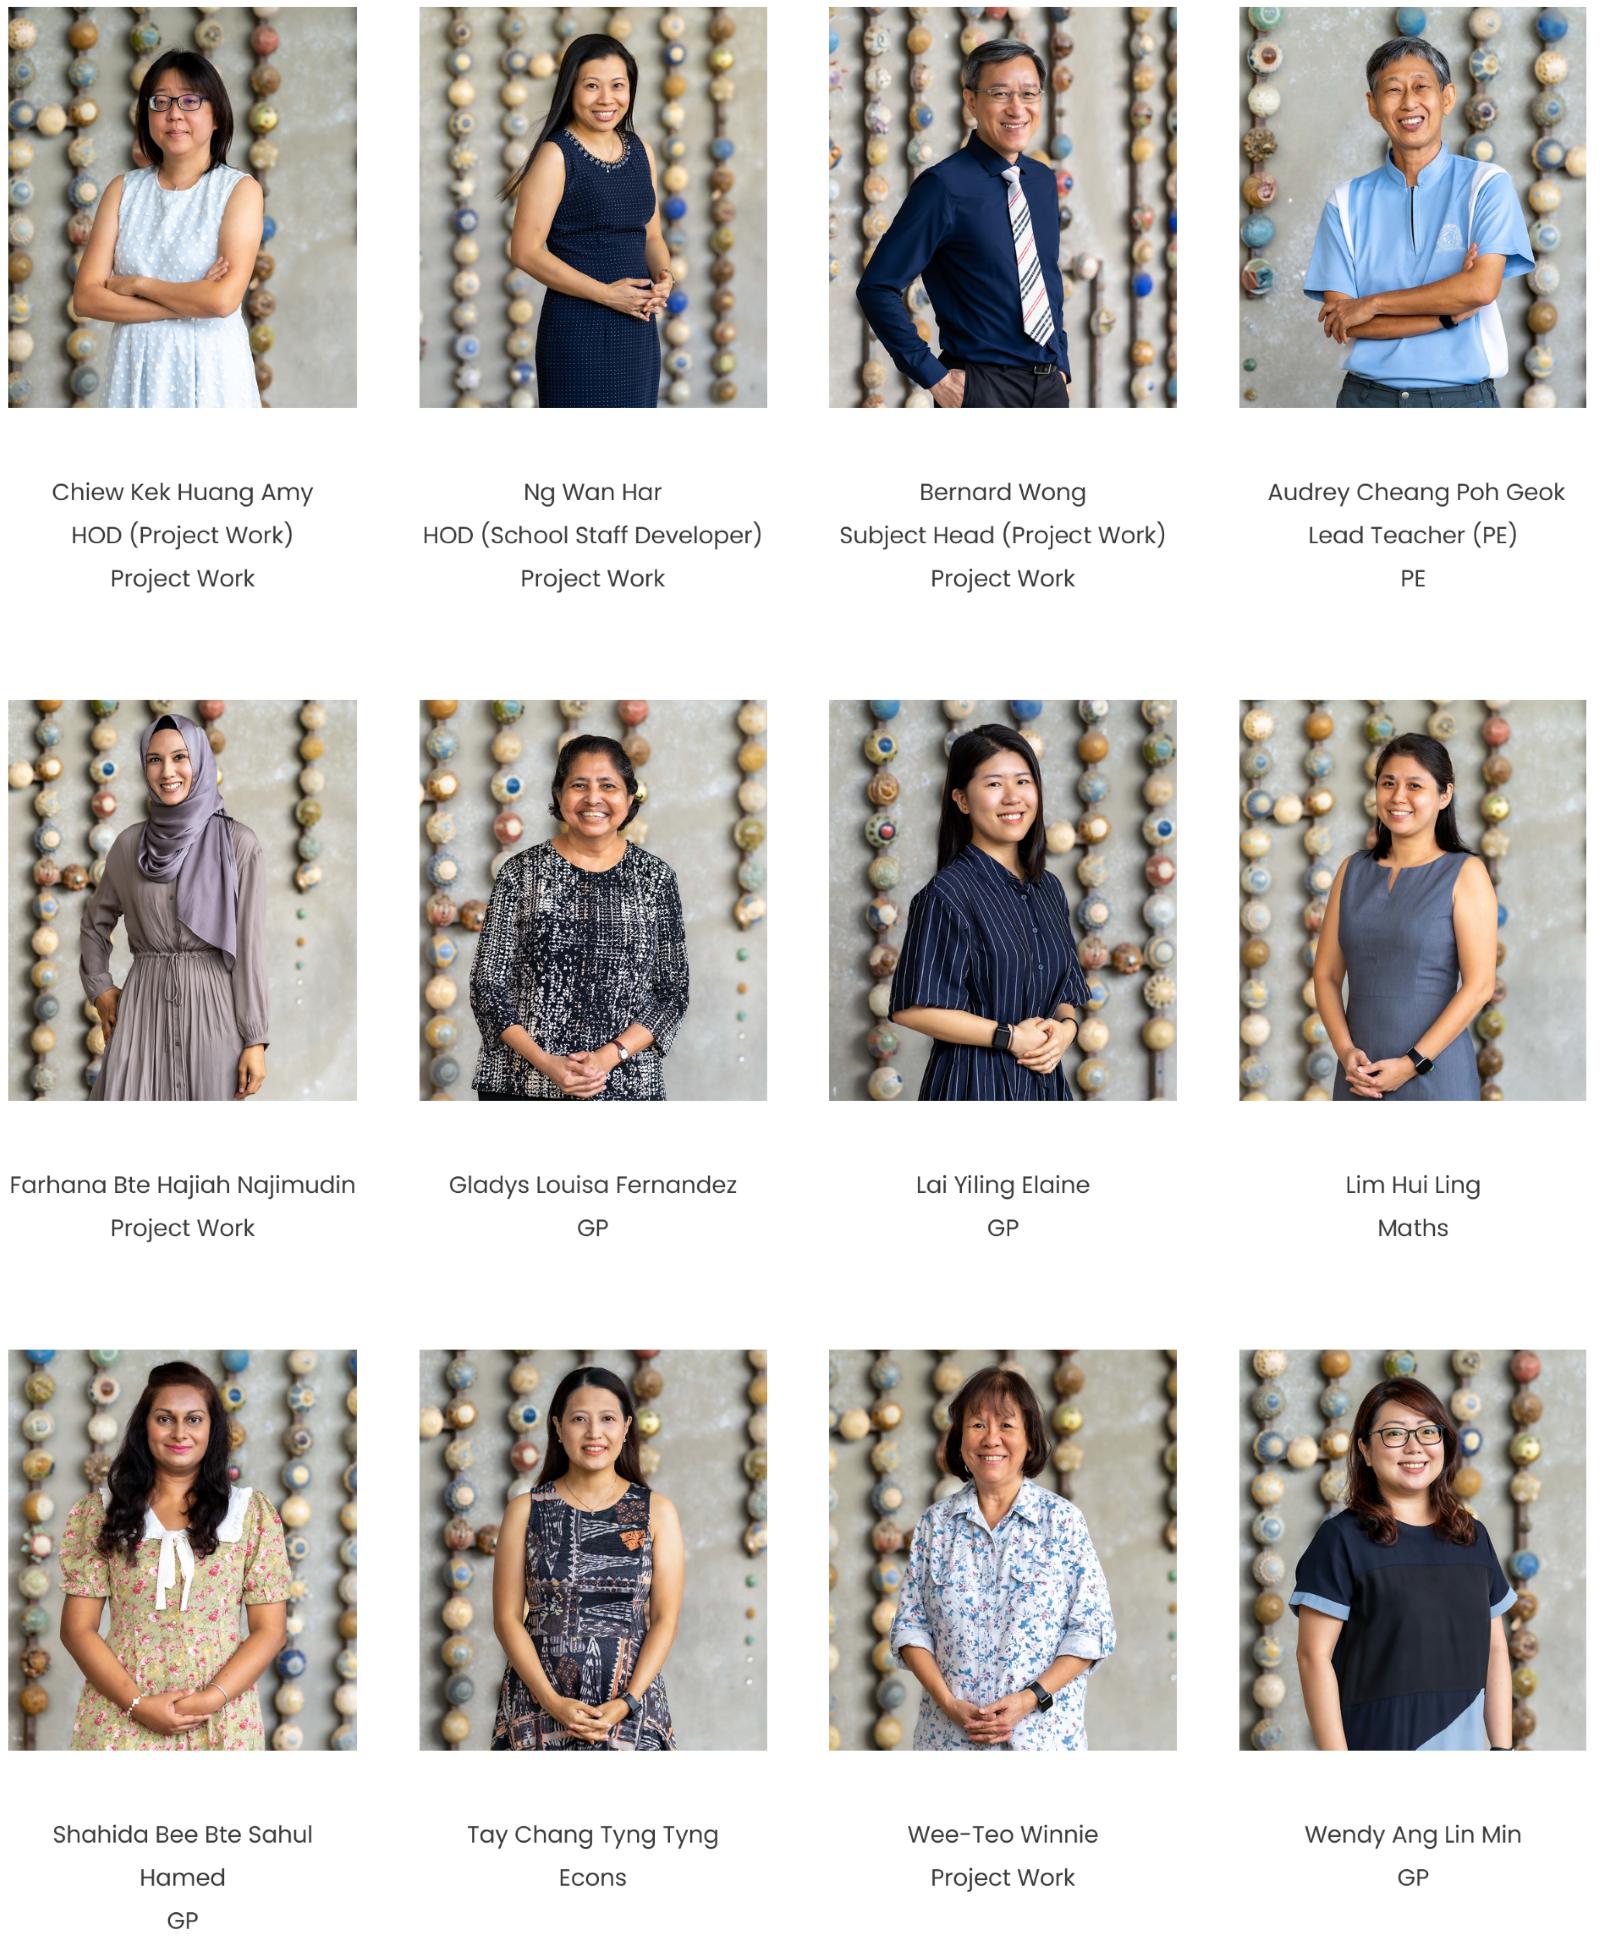 Chiew Kek Huang Amy
HOD (Project Work)
Project Work
Ng Wan Har
HOD (School Staff Developer)
Project Work
Bernard Wong
Subject Head (Project Work)
Project Work
Audrey Cheang Poh Geok
Lead Teacher (PE)
PE
Farhana Bte Hajiah Najimudin
Project Work
Gladys Louisa Fernandez
GP
Lai Yiling Elaine
GP
Lim Hui Ling
Maths
Shahida Bee Bte Sahul
Hamed
GP
Tay Chang Tyng Tyng
Econs
Wee-Teo Winnie
Project Work
Wendy Ang Lin Min
GP